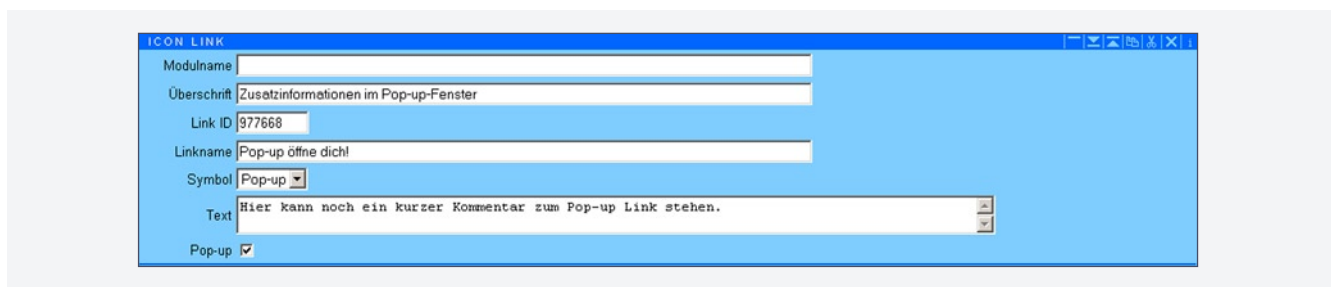 ICON LINK
Modulname
Überschrift Zusatzinformationen im Pop-up-Fenster
Link ID 977668
Linkname Pop-up öffne dich!
Symbol Pop-up
Text Hier kann noch ein kurzer Kommentar zum Pop-up Link stehen.
Pop-up